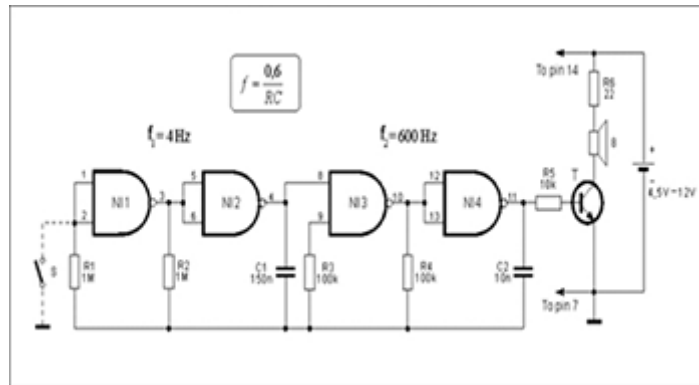 f = 0,6 / RC
f1 = 4 Hz
f2 = 600 Hz
To pin 14
R6
22
B
1
2
NI1
3
5
6
NI2
4
8
9
NI3
10
12
13
NI4
11
R5
10k
T
+
-
4,5V-12V
S
R1
1M
R2
1M
C1
150n
R3
100k
R4
100k
C2
10n
To pin 7